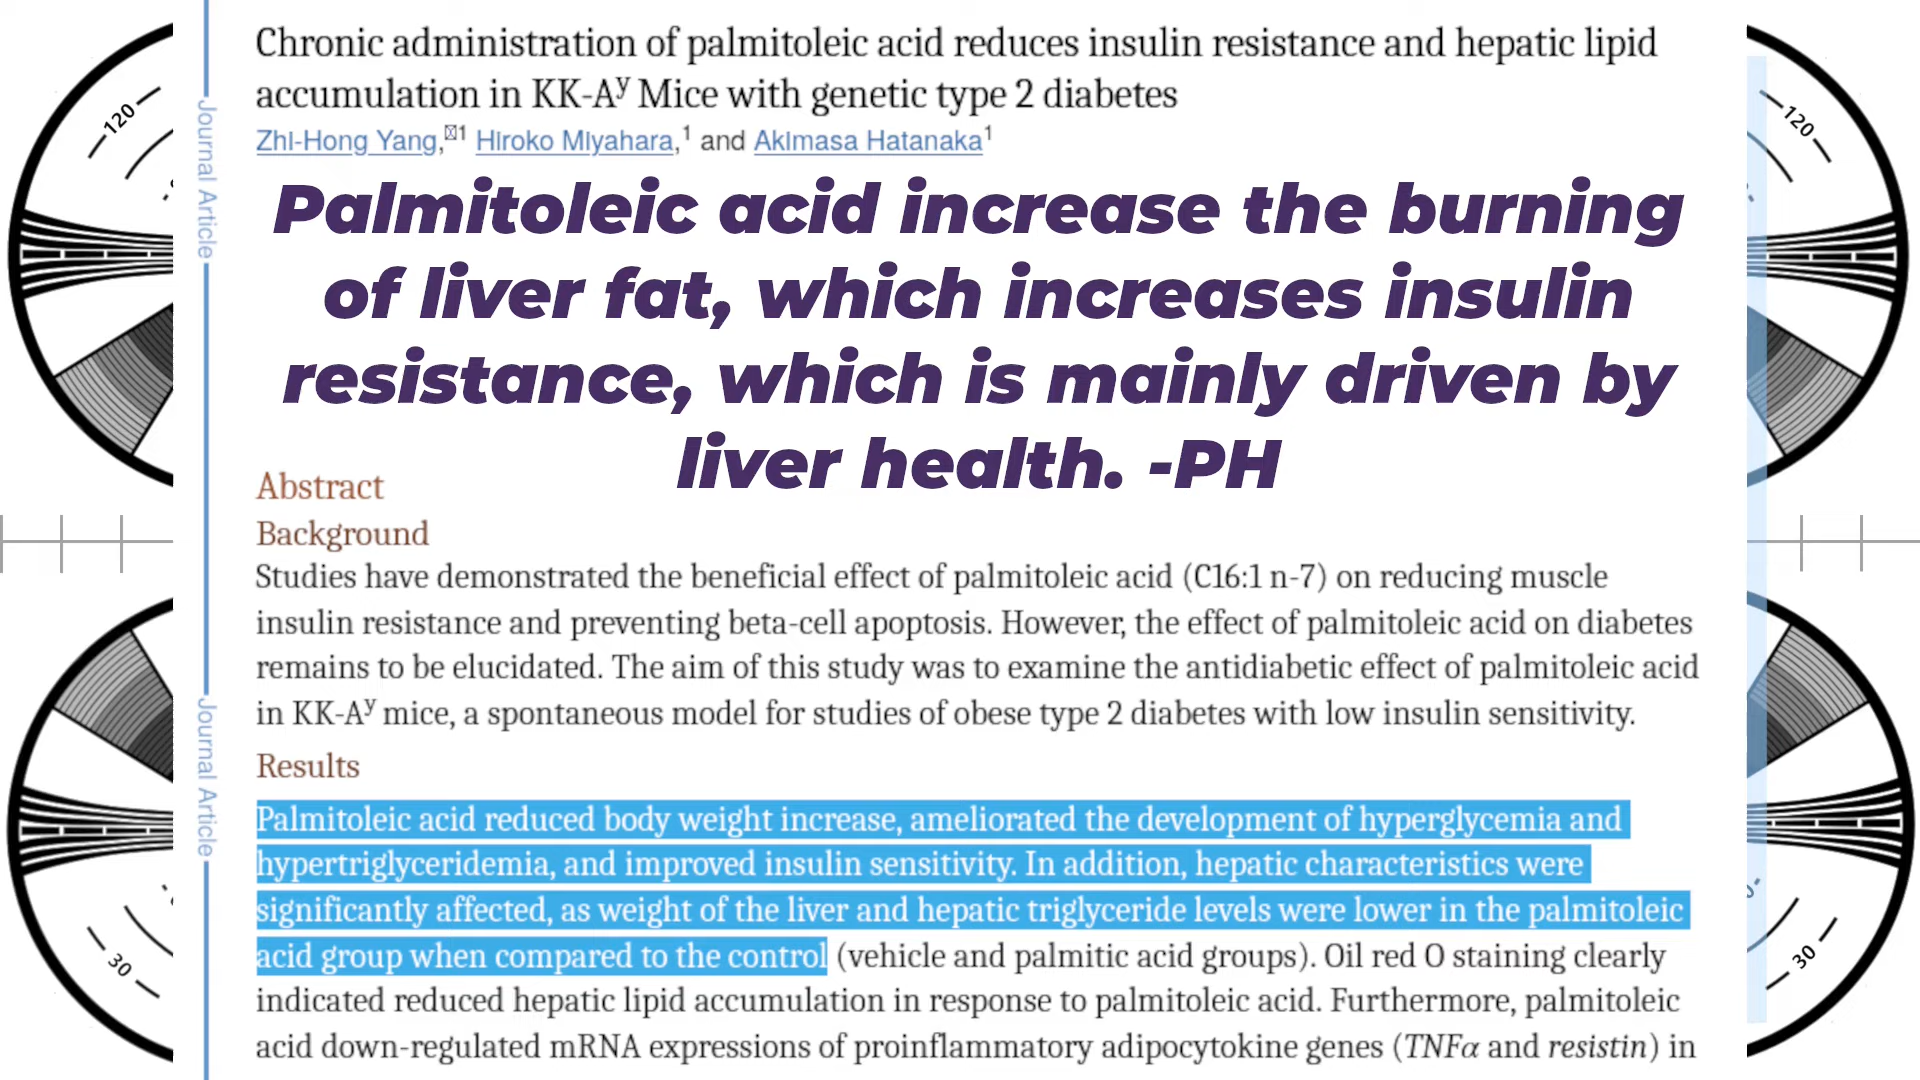 Chronic administration of palmitoleic acid reduces insulin resistance and hepatic lipid
accumulation in KK-Aʸ Mice with genetic type 2 diabetes
Zhi-Hong Yang,1 Hiroko Miyahara,1 and Akimasa Hatanaka1
Palmitoleic acid increase the burning
of liver fat, which increases insulin
resistance, which is mainly driven by
liver health. -PH
Abstract
Background
Studies have demonstrated the beneficial effect of palmitoleic acid (C16:1 n-7) on reducing muscle
insulin resistance and preventing beta-cell apoptosis. However, the effect of palmitoleic acid on diabetes
remains to be elucidated. The aim of this study was to examine the antidiabetic effect of palmitoleic acid
in KK-Aʸ mice, a spontaneous model for studies of obese type 2 diabetes with low insulin sensitivity.
Results
Palmitoleic acid reduced body weight increase, ameliorated the development of hyperglycemia and
hypertriglyceridemia, and improved insulin sensitivity. In addition, hepatic characteristics were
significantly affected, as weight of the liver and hepatic triglyceride levels were lower in the palmitoleic
acid group when compared to the control (vehicle and palmitic acid groups). Oil red O staining clearly
indicated reduced hepatic lipid accumulation in response to palmitoleic acid. Furthermore, palmitoleic
acid down-regulated mRNA expressions of proinflammatory adipocytokine genes (TNFα and resistin) in
Journal Article
Journal Article
120
120
30
30